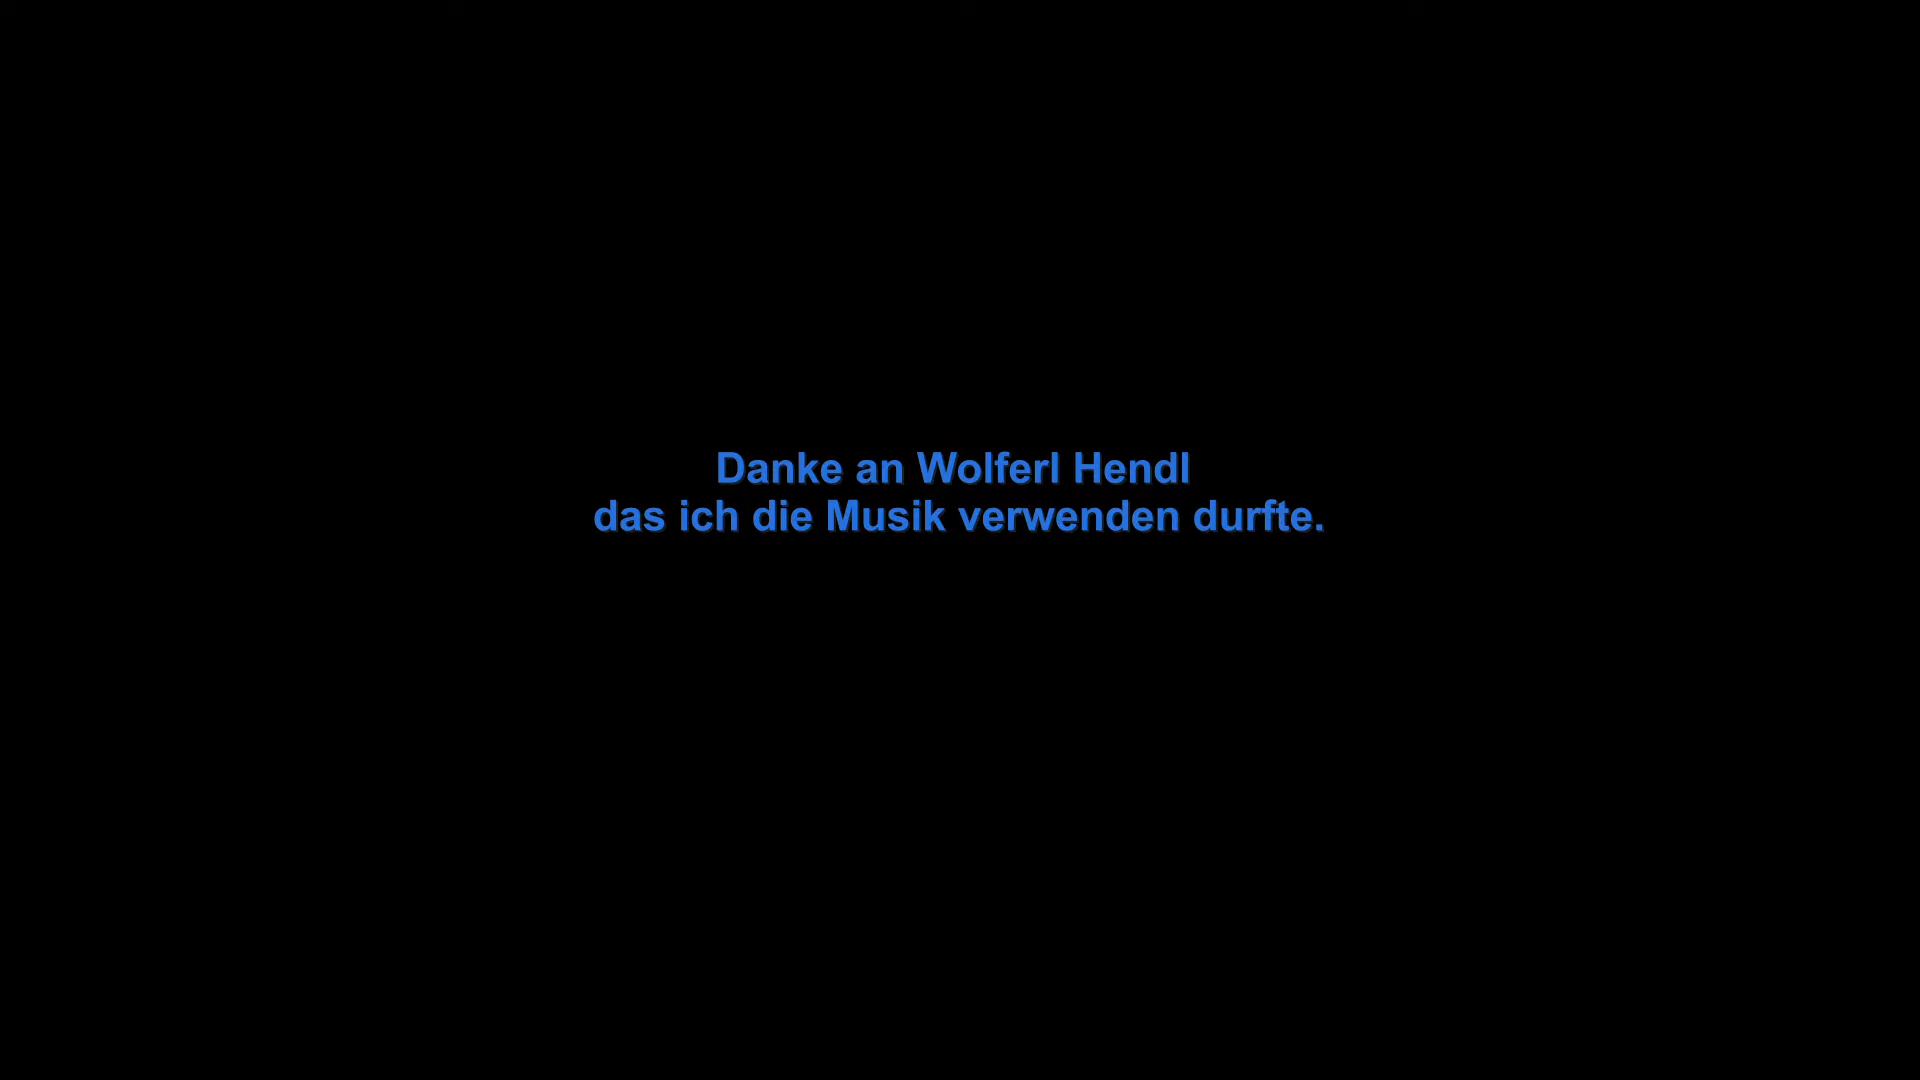 Danke an Wolferl Hendl
das ich die Musik verwenden durfte.